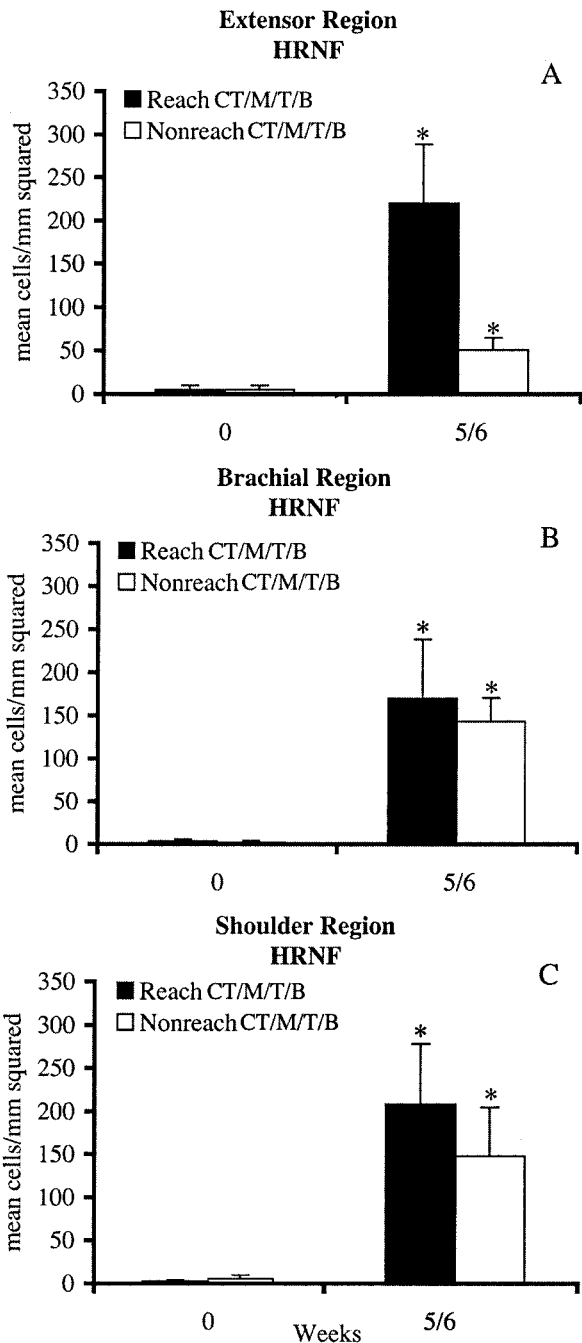 Extensor Region
HRNF
A
350
300
250
200
150
100
50
0
mean cells/mm squared
Reach CT/M/T/B
Nonreach CT/M/T/B
*
*
0
5/6
Brachial Region
HRNF
B
350
300
250
200
150
100
50
0
mean cells/mm squared
Reach CT/M/T/B
Nonreach CT/M/T/B
*
*
0
5/6
Shoulder Region
HRNF
C
350
300
250
200
150
100
50
0
mean cells/mm squared
Reach CT/M/T/B
Nonreach CT/M/T/B
*
*
0
5/6
Weeks